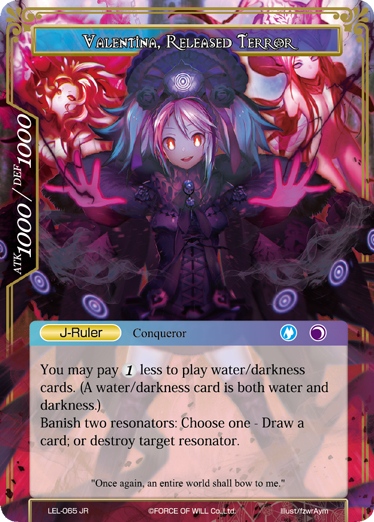 Valentina, Released Terror
ATK 1000 / DEF 1000
J-Ruler Conqueror
You may pay 1 less to play water/darkness
cards. (A water/darkness card is both water and
darkness.)
Banish two resonators: Choose one - Draw a
card; or destroy target resonator.
"Once again, an entire world shall bow to me."
LEL-065 JR ©FORCE OF WILL Co.,Ltd. Illust/fzwrAym